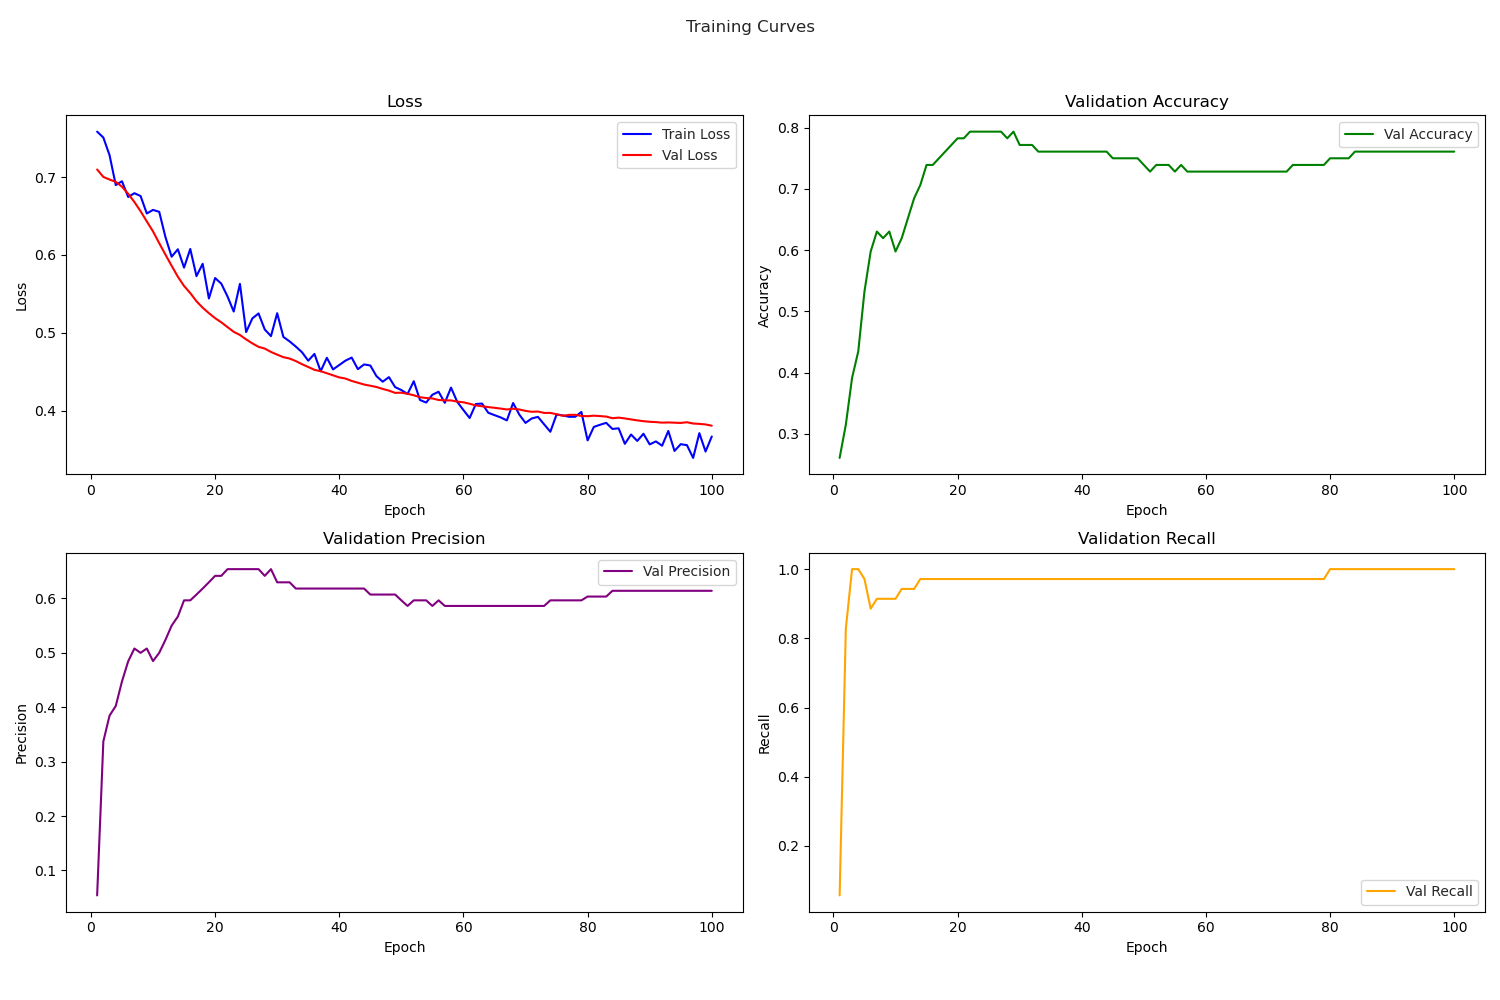 Training Curves
Loss
Train Loss
Val Loss
0.7
0.6
0.5
0.4
Loss
0
20
40
60
80
100
Epoch
Validation Accuracy
Val Accuracy
0.8
0.7
0.6
0.5
0.4
0.3
Accuracy
0
20
40
60
80
100
Epoch
Validation Precision
Val Precision
0.6
0.5
0.4
0.3
0.2
0.1
Precision
0
20
40
60
80
100
Epoch
Validation Recall
1.0
0.8
0.6
0.4
0.2
Recall
Val Recall
0
20
40
60
80
100
Epoch